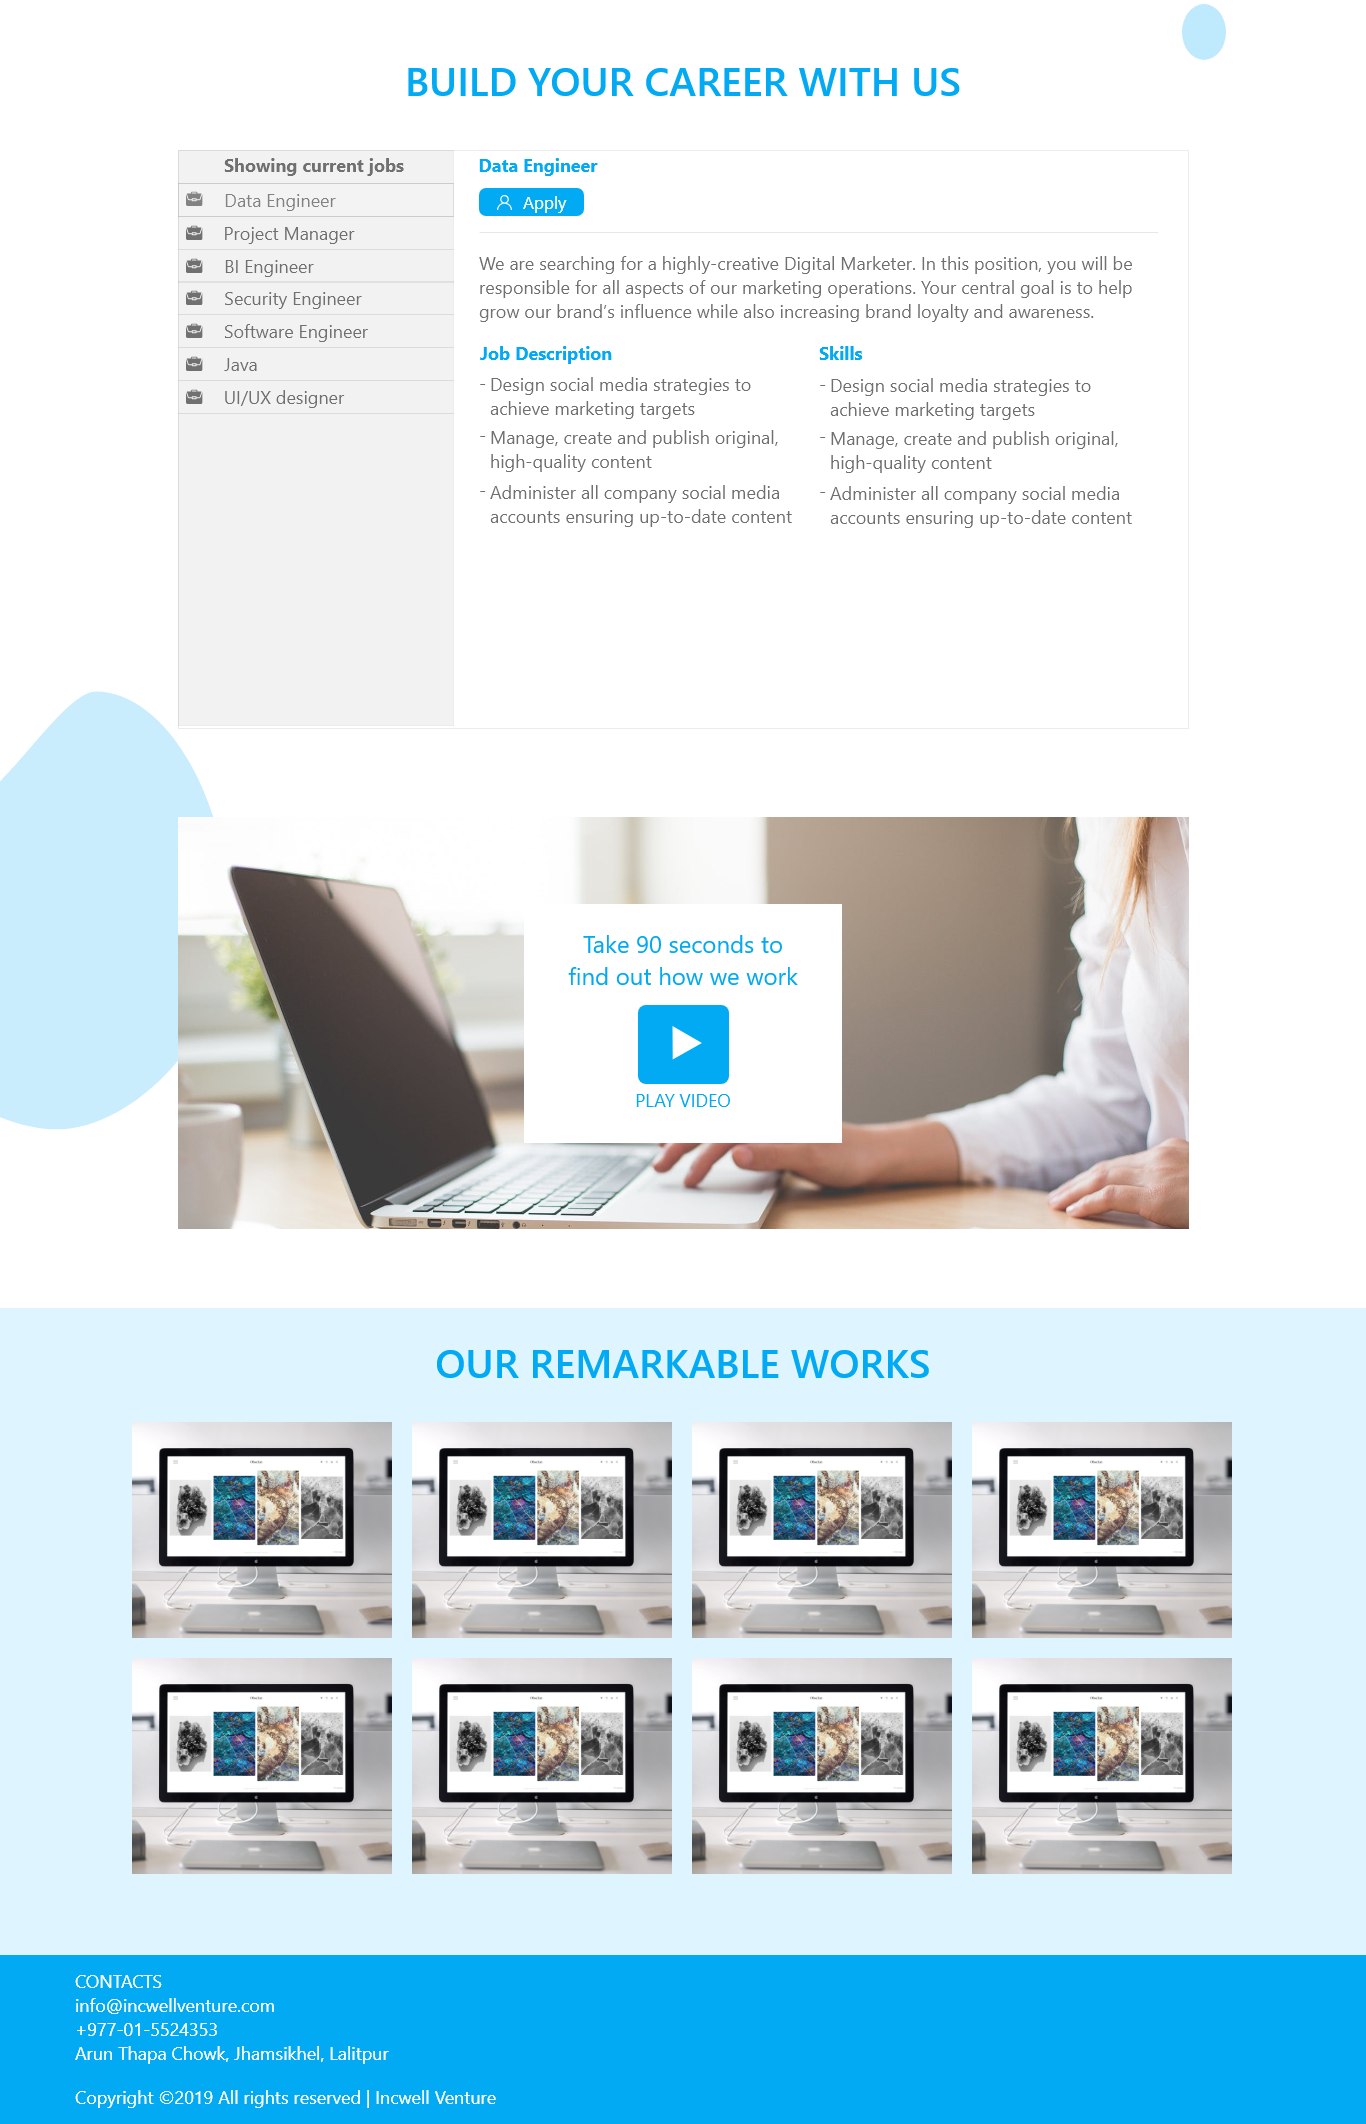 BUILD YOUR CAREER WITH US
Showing current jobs
Data Engineer
Project Manager
BI Engineer
Security Engineer
Software Engineer
Java
UI/UX designer
Data Engineer
Apply
We are searching for a highly-creative Digital Marketer. In this position, you will be
responsible for all aspects of our marketing operations. Your central goal is to help
grow our brand’s influence while also increasing brand loyalty and awareness.
Job Description
- Design social media strategies to
achieve marketing targets
- Manage, create and publish original,
high-quality content
- Administer all company social media
accounts ensuring up-to-date content
Skills
- Design social media strategies to
achieve marketing targets
- Manage, create and publish original,
high-quality content
- Administer all company social media
accounts ensuring up-to-date content
Take 90 seconds to
find out how we work
PLAY VIDEO
OUR REMARKABLE WORKS
CONTACTS
info@incwellventure.com
+977-01-5524353
Arun Thapa Chowk, Jhamsikhel, Lalitpur
Copyright ©2019 All rights reserved | Incwell Venture